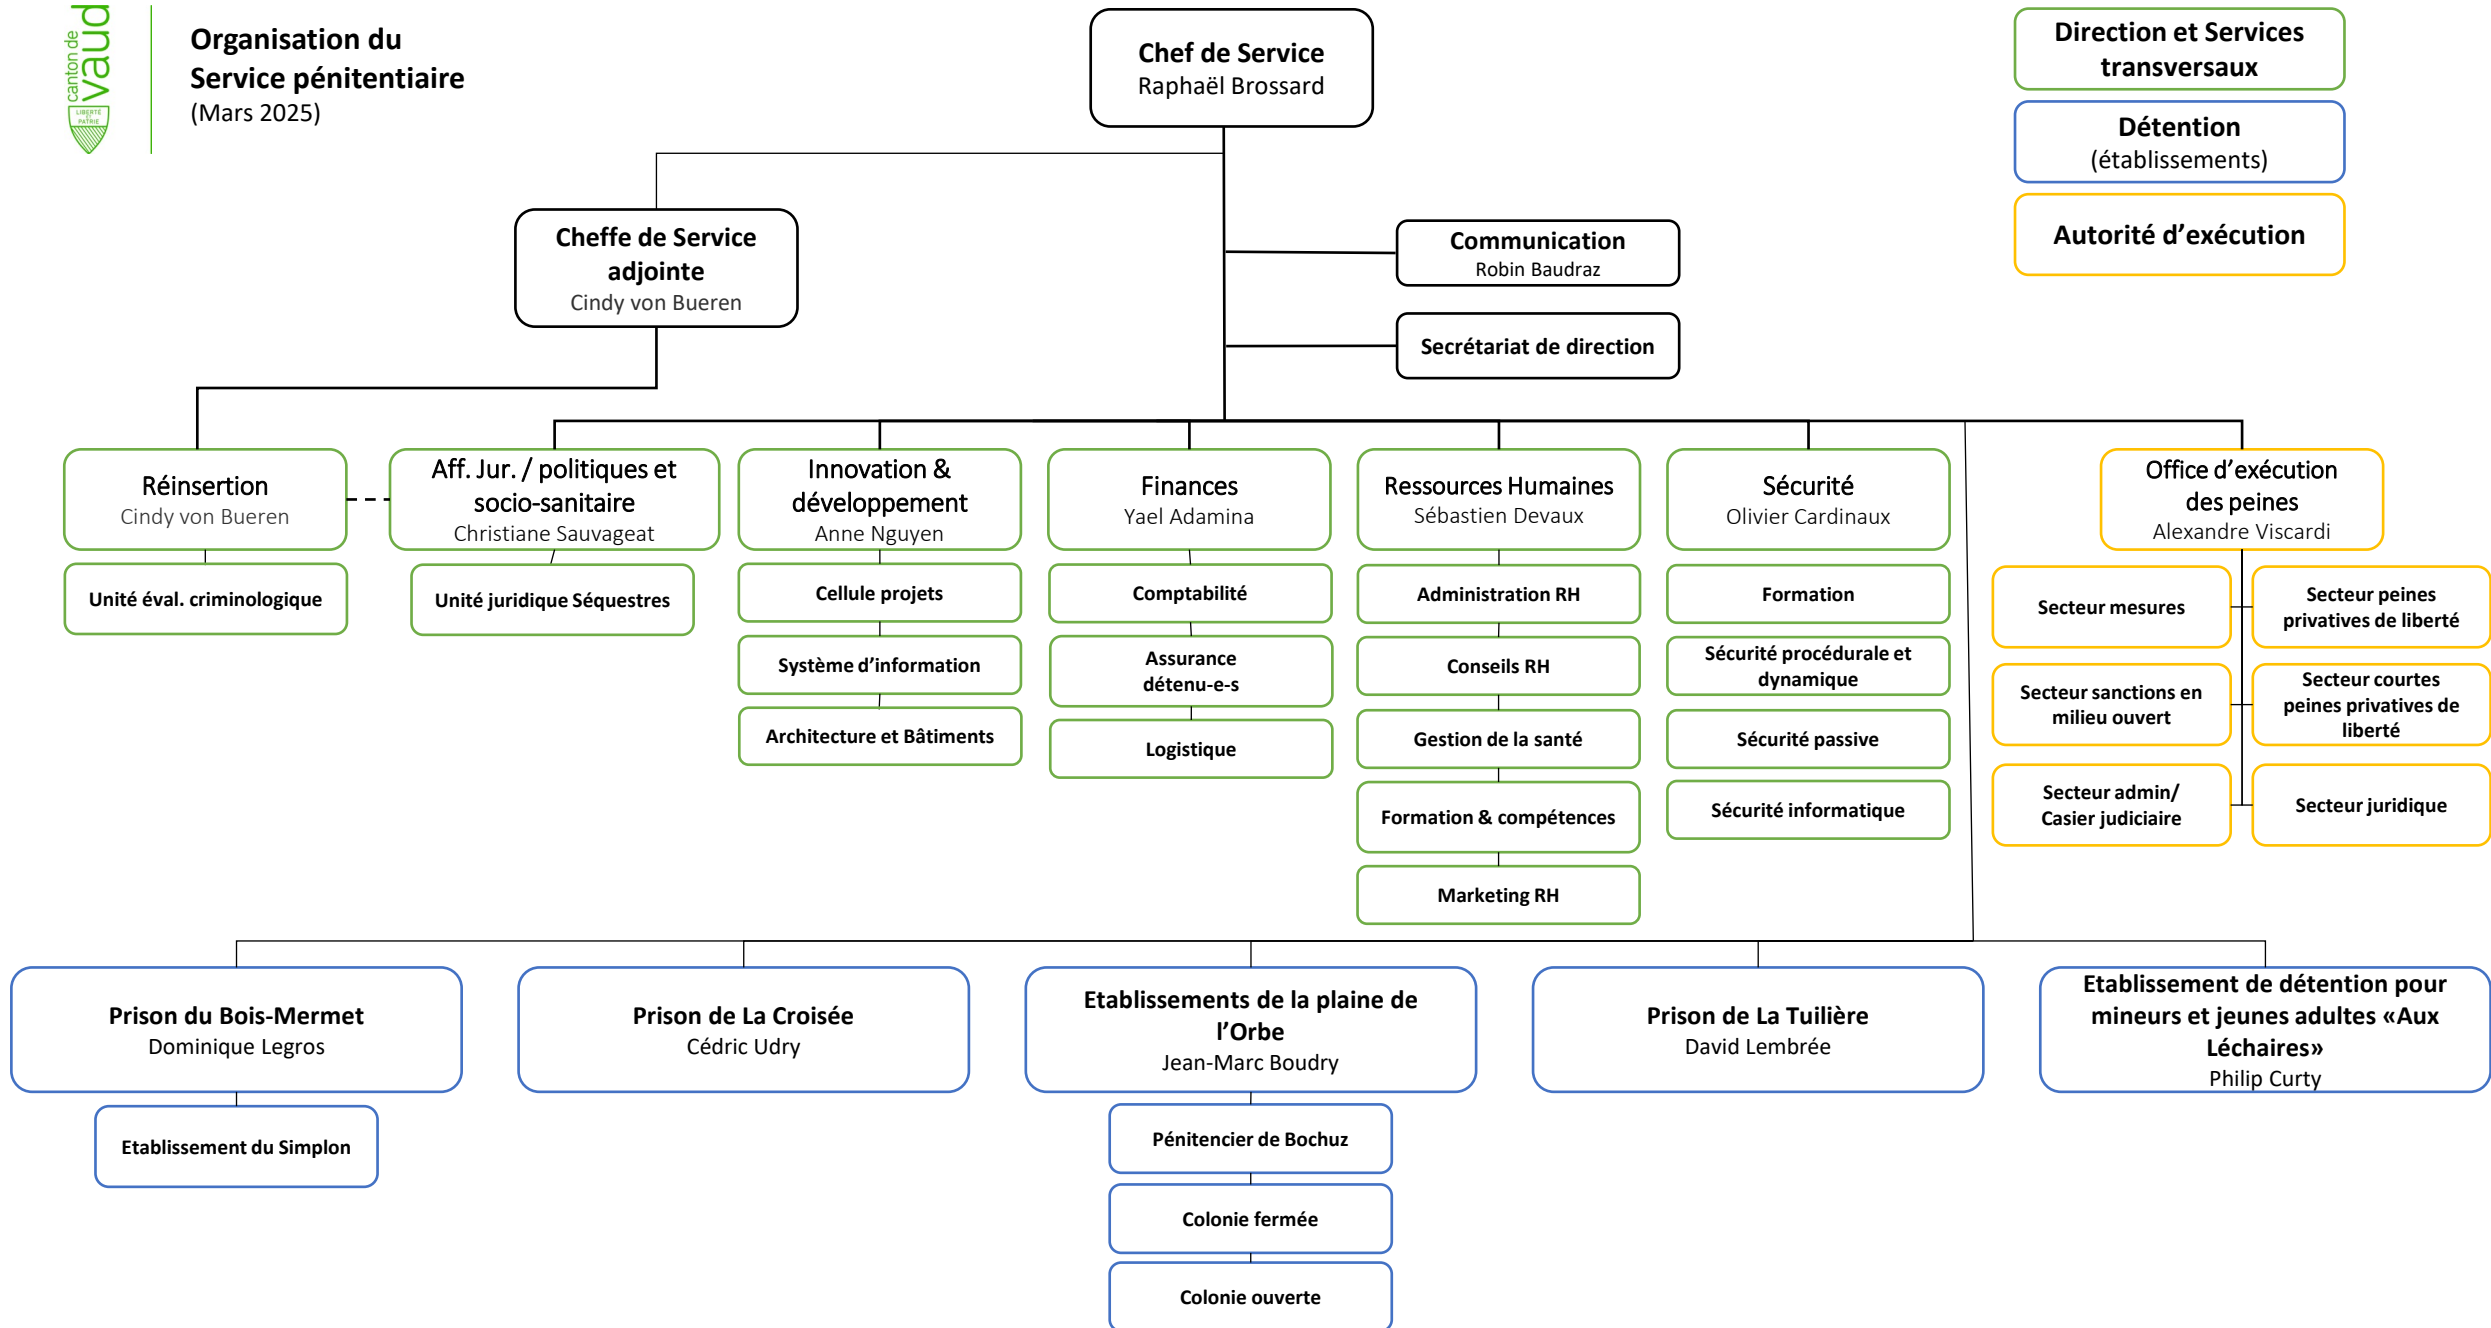 canton de
vaud
LIBERTÉ
ET
PATRIE
Organisation du
Service pénitentiaire
(Mars 2025)
Chef de Service
Raphaël Brossard
Direction et Services
transversaux
Détention
(établissements)
Autorité d’exécution
Cheffe de Service
adjointe
Cindy von Bueren
Communication
Robin Baudraz
Secrétariat de direction
Réinsertion
Cindy von Bueren
Unité éval. criminologique
Aff. Jur. / politiques et
socio-sanitaire
Christiane Sauvageat
Unité juridique Séquestres
Innovation &
développement
Anne Nguyen
Cellule projets
Système d’information
Architecture et Bâtiments
Finances
Yael Adamina
Comptabilité
Assurance
détenu-e-s
Logistique
Ressources Humaines
Sébastien Devaux
Administration RH
Conseils RH
Gestion de la santé
Formation & compétences
Marketing RH
Sécurité
Olivier Cardinaux
Formation
Sécurité procédurale et
dynamique
Sécurité passive
Sécurité informatique
Office d’exécution
des peines
Alexandre Viscardi
Secteur mesures
Secteur peines
privatives de liberté
Secteur sanctions en
milieu ouvert
Secteur courtes
peines privatives de
liberté
Secteur admin/
Casier judiciaire
Secteur juridique
Prison du Bois-Mermet
Dominique Legros
Etablissement du Simplon
Prison de La Croisée
Cédric Udry
Etablissements de la plaine de
l’Orbe
Jean-Marc Boudry
Pénitencier de Bochuz
Colonie fermée
Colonie ouverte
Prison de La Tuilière
David Lembrée
Etablissement de détention pour
mineurs et jeunes adultes «Aux
Léchaires»
Philip Curty